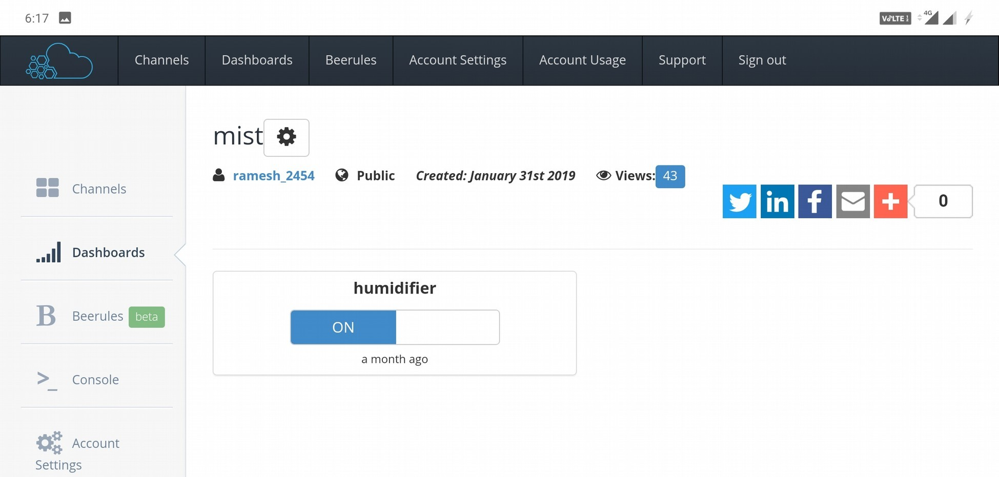 6:17 VoLTE 4G
Channels Dashboards Beerules Account Settings Account Usage Support Sign out
mist
ramesh_2454 Public Created: January 31st 2019 Views: 43
0
Channels
Dashboards
Beerules beta
Console
Account
Settings
humidifier
ON
a month ago